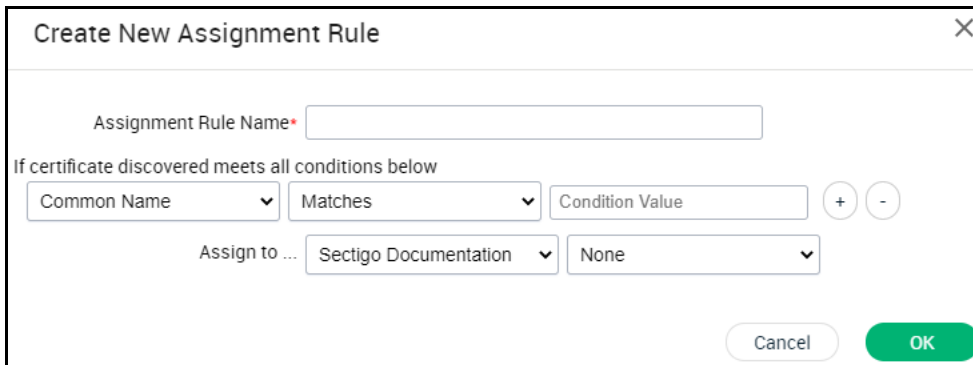 Create New Assignment Rule
Assignment Rule Name*
If certificate discovered meets all conditions below
Common Name Matches Condition Value + -
Assign to ... Sectigo Documentation None
Cancel OK